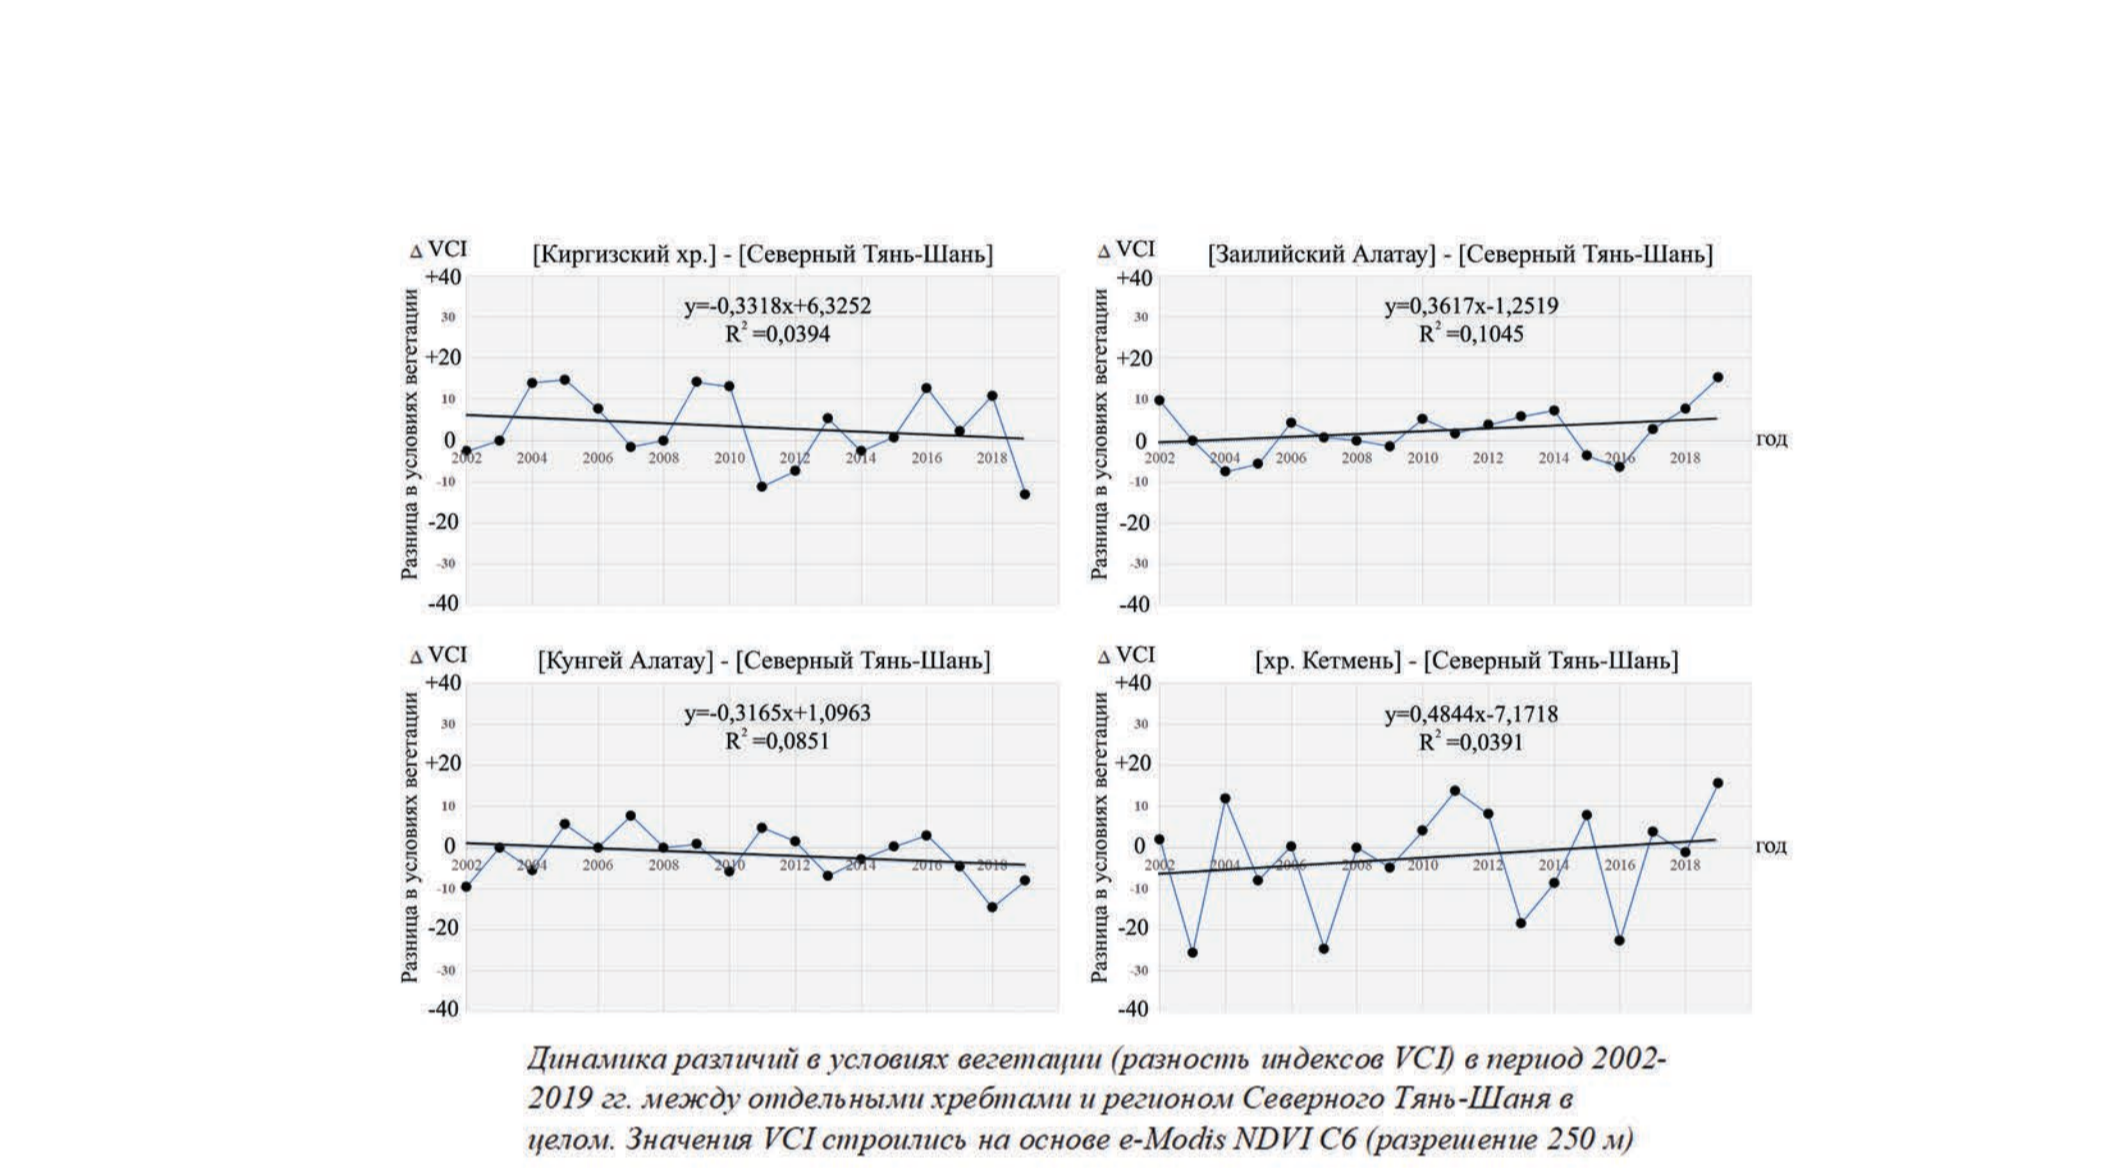 Δ VCI
[Киргизский хр.] - [Северный Тянь-Шань]
y=-0,3318x+6,3252
R² =0,0394
Разница в условиях вегетации
+40
30
+20
10
0
-10
-20
-30
-40
2002 2004 2006 2008 2010 2012 2014 2016 2018
Δ VCI
[Заилийский Алатау] - [Северный Тянь-Шань]
y=0,3617x-1,2519
R² =0,1045
Разница в условиях вегетации
+40
30
+20
10
0
-10
-20
-30
-40
2002 2004 2006 2008 2010 2012 2014 2016 2018
год
Δ VCI
[Кунгей Алатау] - [Северный Тянь-Шань]
y=-0,3165x+1,0963
R² =0,0851
Разница в условиях вегетации
+40
30
+20
10
0
-10
-20
-30
-40
2002 2004 2006 2008 2010 2012 2014 2016 2018
Δ VCI
[хр. Кетмень] - [Северный Тянь-Шань]
y=0,4844x-7,1718
R² =0,0391
Разница в условиях вегетации
+40
30
+20
10
0
-10
-20
-30
-40
2002 2004 2006 2008 2010 2012 2014 2016 2018
год
Динамика различий в условиях вегетации (разность индексов VCI) в период 2002-
2019 гг. между отдельными хребтами и регионом Северного Тянь-Шаня в
целом. Значения VCI строились на основе e-Modis NDVI C6 (разрешение 250 м)